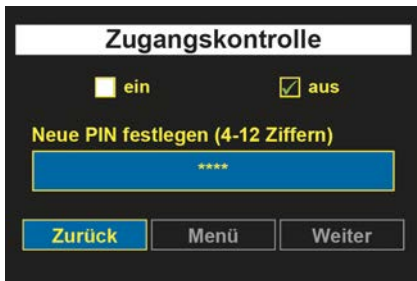 Zugangskontrolle
ein aus
Neue PIN festlegen (4-12 Ziffern)
****
Zurück Menü Weiter